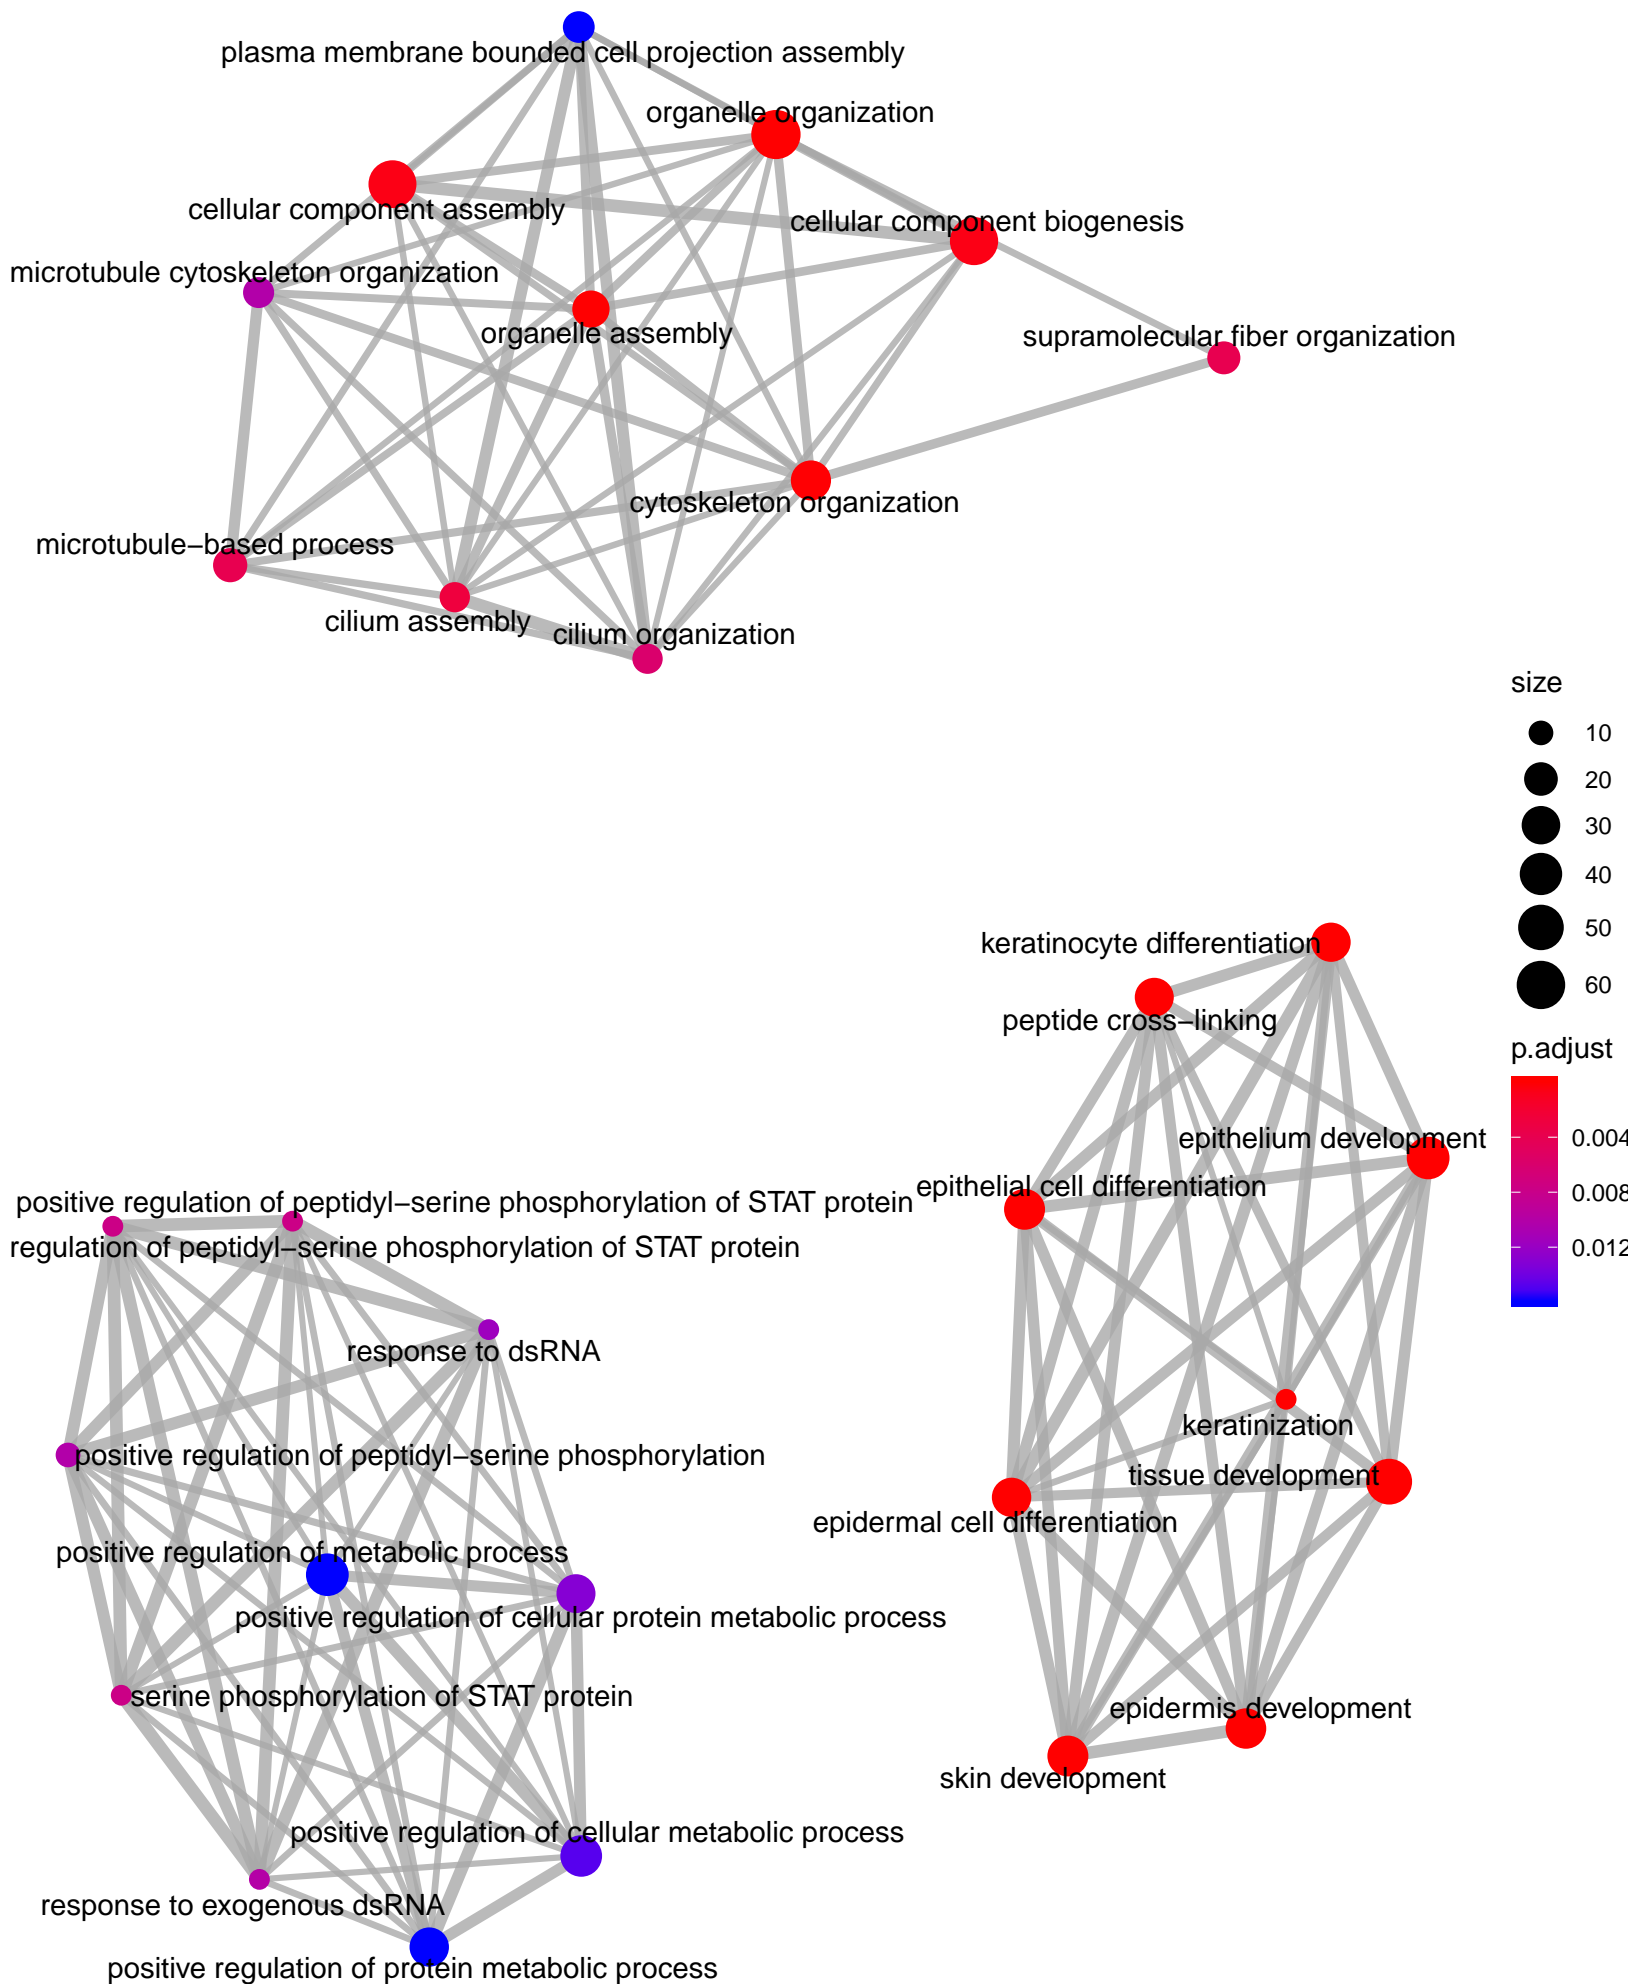 plasma membrane bounded cell projection assembly
organelle organization
cellular component assembly
cellular component biogenesis
microtubule cytoskeleton organization
organelle assembly
supramolecular fiber organization
cytoskeleton organization
microtubule−based process
cilium assembly
cilium organization
size
10
20
30
40
50
60
keratinocyte differentiation
peptide cross−linking
p.adjust
0.004
0.008
0.012
epithelium development
epithelial cell differentiation
positive regulation of peptidyl−serine phosphorylation of STAT protein
regulation of peptidyl−serine phosphorylation of STAT protein
response to dsRNA
keratinization
positive regulation of peptidyl−serine phosphorylation
tissue development
epidermal cell differentiation
positive regulation of metabolic process
positive regulation of cellular protein metabolic process
serine phosphorylation of STAT protein
epidermis development
skin development
positive regulation of cellular metabolic process
response to exogenous dsRNA
positive regulation of protein metabolic process